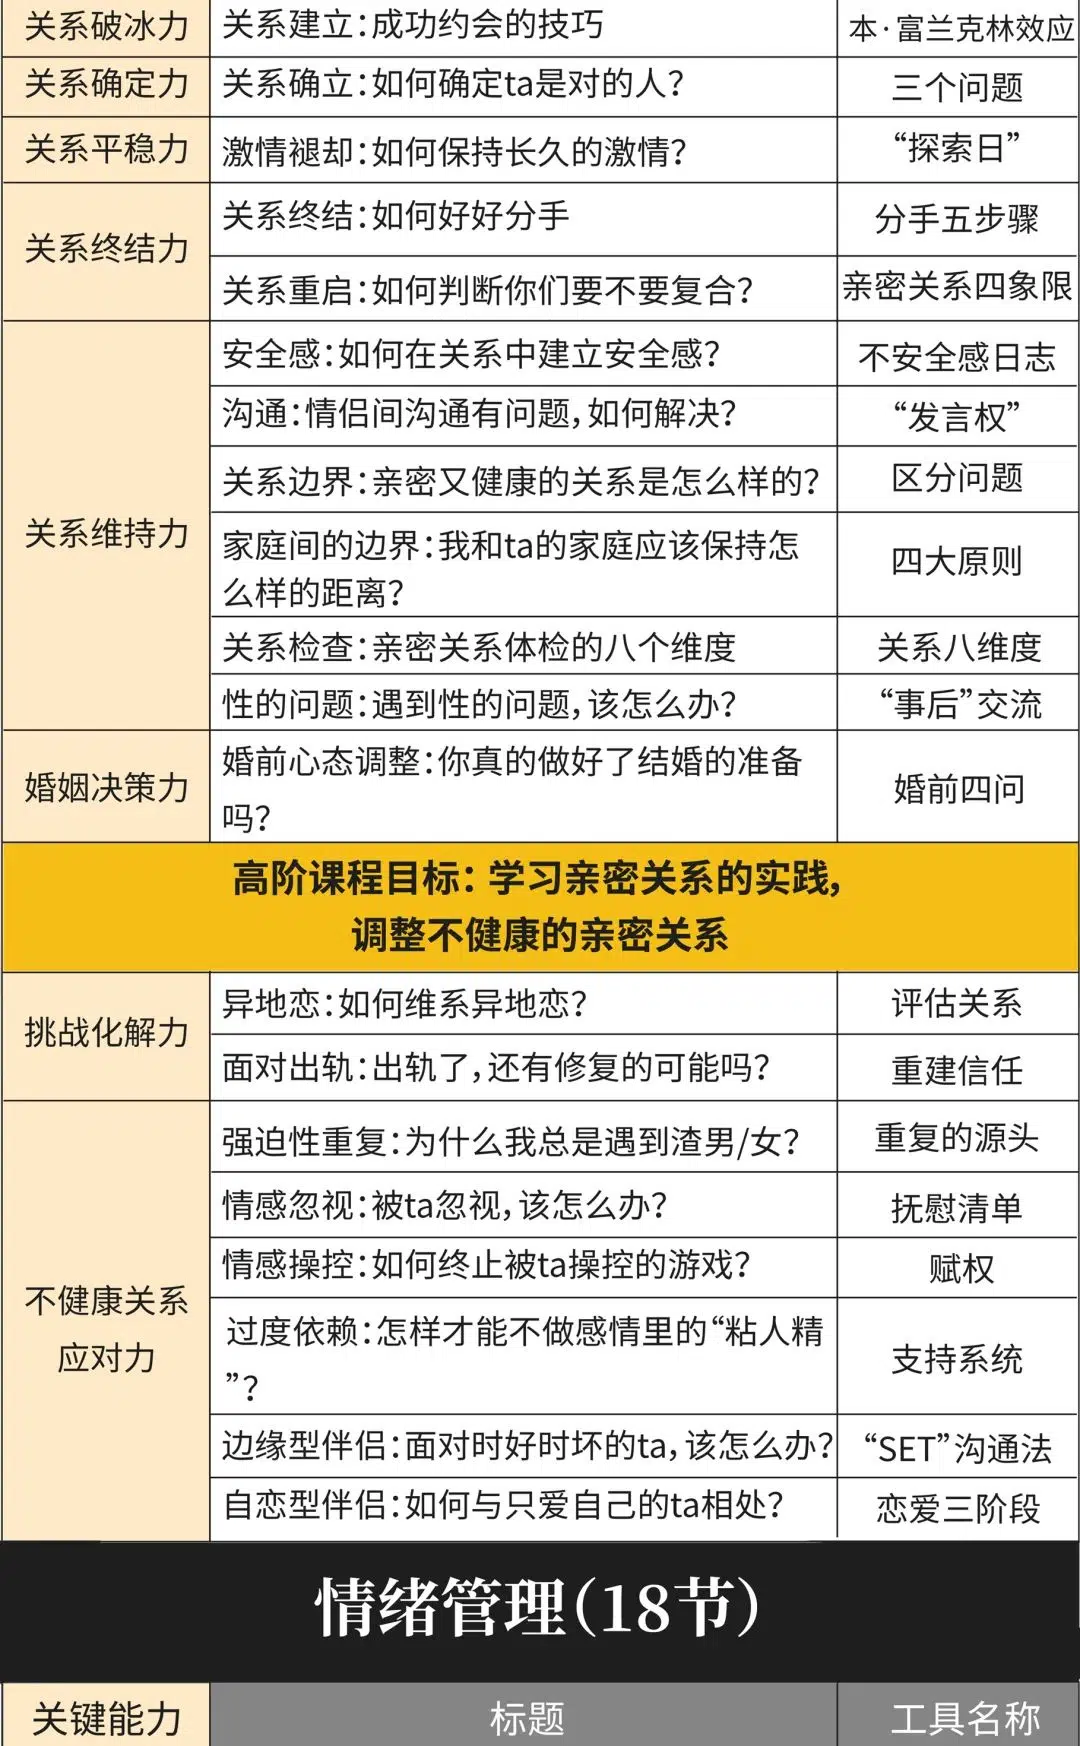 关系破冰力
关系建立：成功约会的技巧
本·富兰克林效应
关系确定力
关系确立：如何确定ta是对的人？
三个问题
关系平稳力
激情褪却：如何保持长久的激情？
“探索日”
关系终结力
关系终结：如何好好分手
分手五步骤
关系重启：如何判断你们要不要复合？
亲密关系四象限
关系维持力
安全感：如何在关系中建立安全感？
不安全感日志
沟通：情侣间沟通有问题，如何解决？
“发言权”
关系边界：亲密又健康的关系是怎么样的？
区分问题
家庭间的边界：我和ta的家庭应该保持怎
么样的距离？
四大原则
关系检查：亲密关系体检的八个维度
关系八维度
性的问题：遇到性的问题，该怎么办？
“事后”交流
婚姻决策力
婚前心态调整：你真的做好了结婚的准备
吗？
婚前四问
高阶课程目标：学习亲密关系的实践，
调整不健康的亲密关系
挑战化解力
异地恋：如何维系异地恋？
评估关系
面对出轨：出轨了，还有修复的可能吗？
重建信任
不健康关系
应对力
强迫性重复：为什么我总是遇到渣男/女？
重复的源头
情感忽视：被ta忽视，该怎么办？
抚慰清单
情感操控：如何终止被ta操控的游戏？
赋权
过度依赖：怎样才能不做感情里的“粘人精
”？
支持系统
边缘型伴侣：面对时好时坏的ta，该怎么办？
“SET”沟通法
自恋型伴侣：如何与只爱自己的ta相处？
恋爱三阶段
情绪管理（18节）
关键能力
标题
工具名称